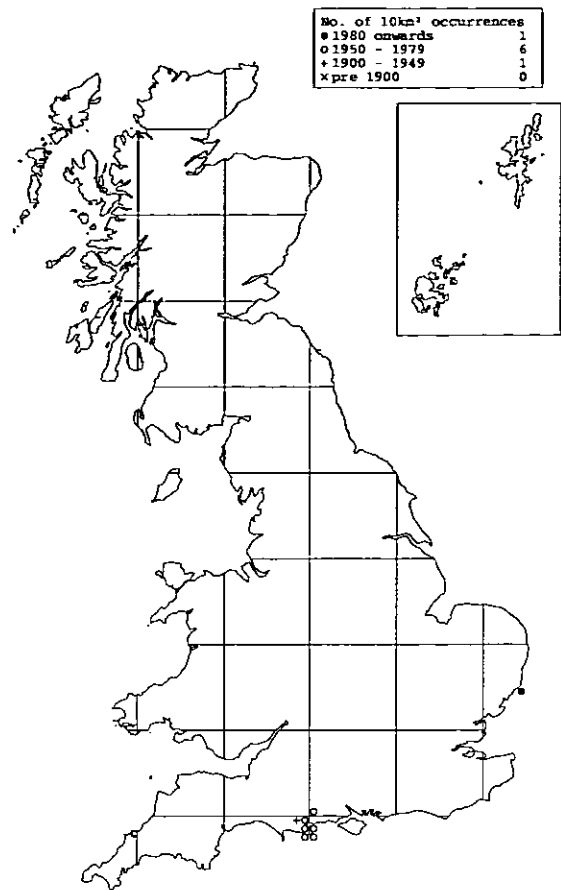 No. of 10km² occurrences
● 1980 onwards 1
o 1950 - 1979 6
+ 1900 - 1949 1
× pre 1900 0